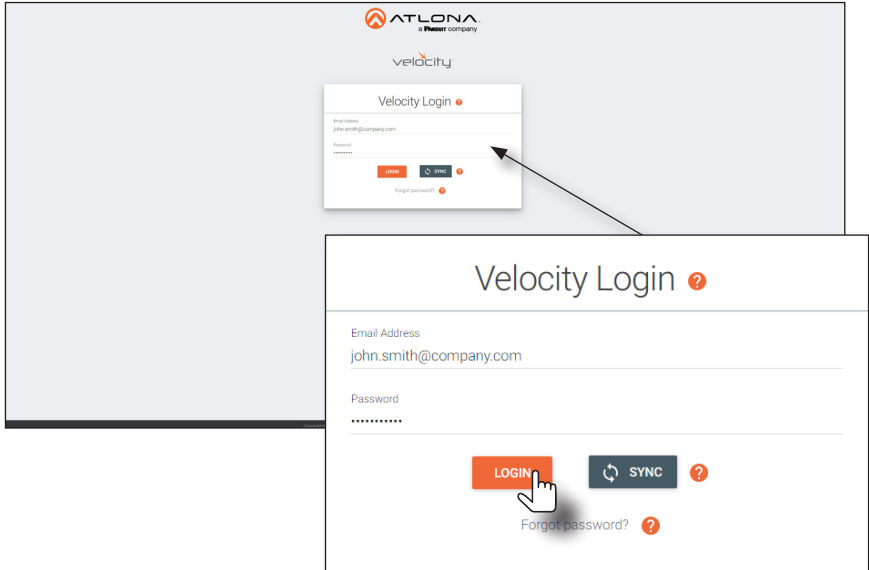 ATLONA.
a PANDUIT company
velocity
Velocity Login ?
Email Address
john.smith@company.com
Password
••••••••
LOGIN SYNC ?
Forgot password? ?
Velocity Login ?
Email Address
john.smith@company.com
Password
•••••••••••
LOGIN SYNC ?
Forgot password? ?